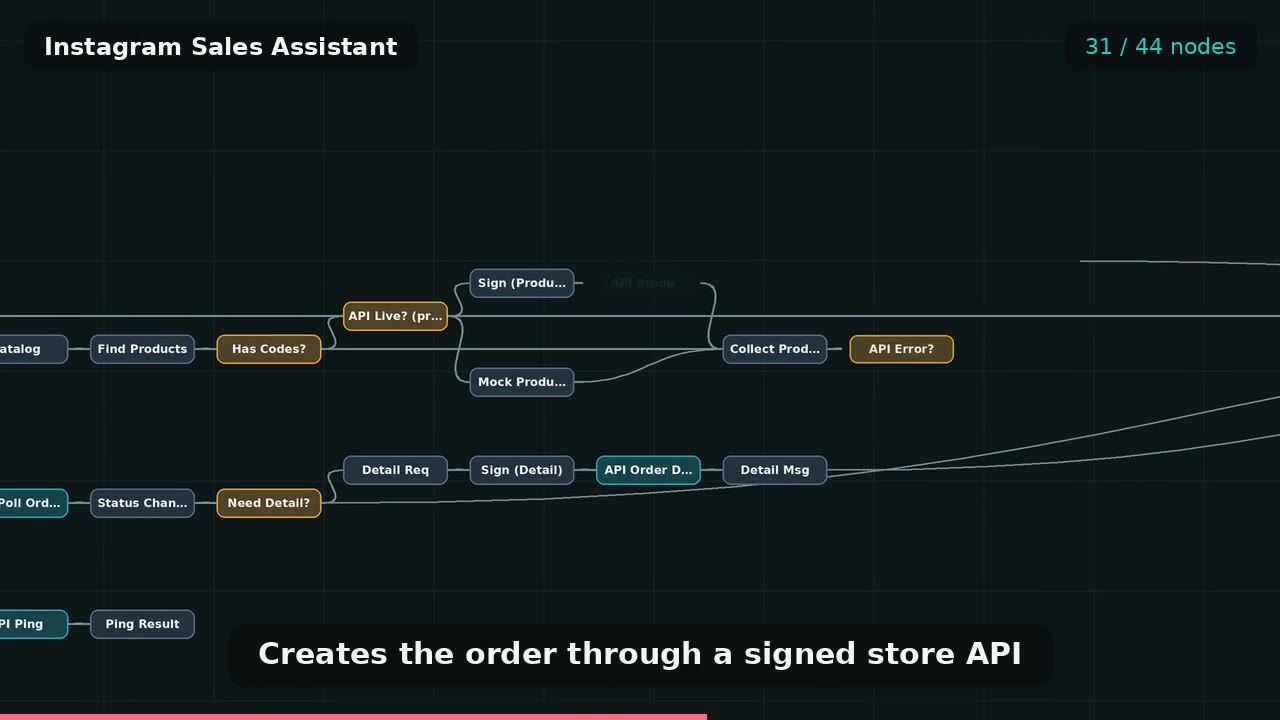 Instagram Sales Assistant
31 / 44 nodes
Sign (Produ...
API Produ...
API Live? (pr...
atalog
Find Products
Has Codes?
Collect Prod...
API Error?
Mock Produ...
Detail Req
Sign (Detail)
API Order D...
Detail Msg
Poll Ord...
Status Chan...
Need Detail?
PI Ping
Ping Result
Creates the order through a signed store API